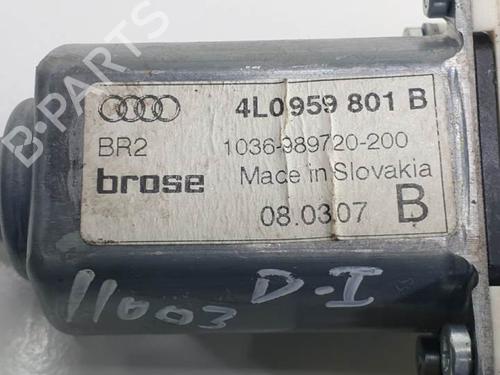 B-PARTS
4L0 959 801 B
BR2 1036-989720-200
brose Made in Slovakia
08.03.07 B
11003 D-I